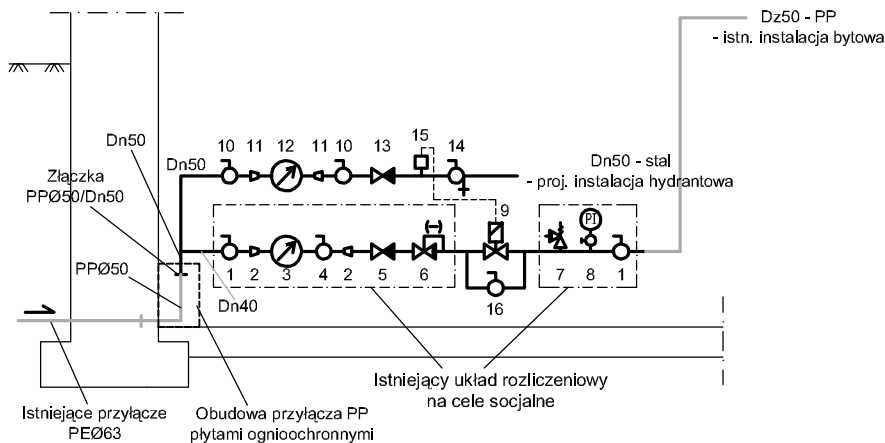 Dz50 - PP
- istn. instalacja bytowa
Dn50
Dn50
10 11 12 11 10 13 15 14
Złączka
PPØ50/Dn50
Dn50 - stal
- proj. instalacja hydrantowa
9
(-)
PI
PPØ50
1 2 3 4 2 5 6 7 8 1
16
Dn40
Istniejący układ rozliczeniowy
na cele socjalne
Istniejące przyłącze
PEØ63
Obudowa przyłącza PP
płytami ognioochronnymi